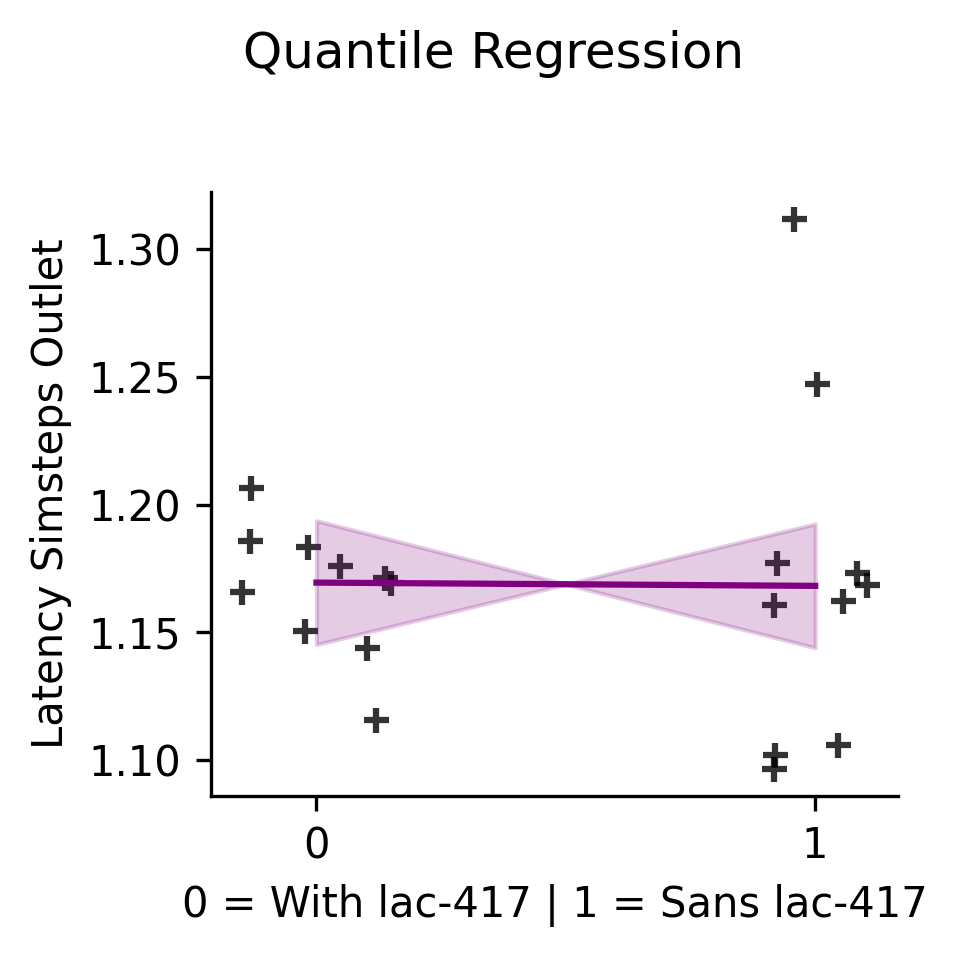 Quantile Regression
Latency Simsteps Outlet
1.30
1.25
1.20
1.15
1.10
0
1
0 = With lac-417 | 1 = Sans lac-417